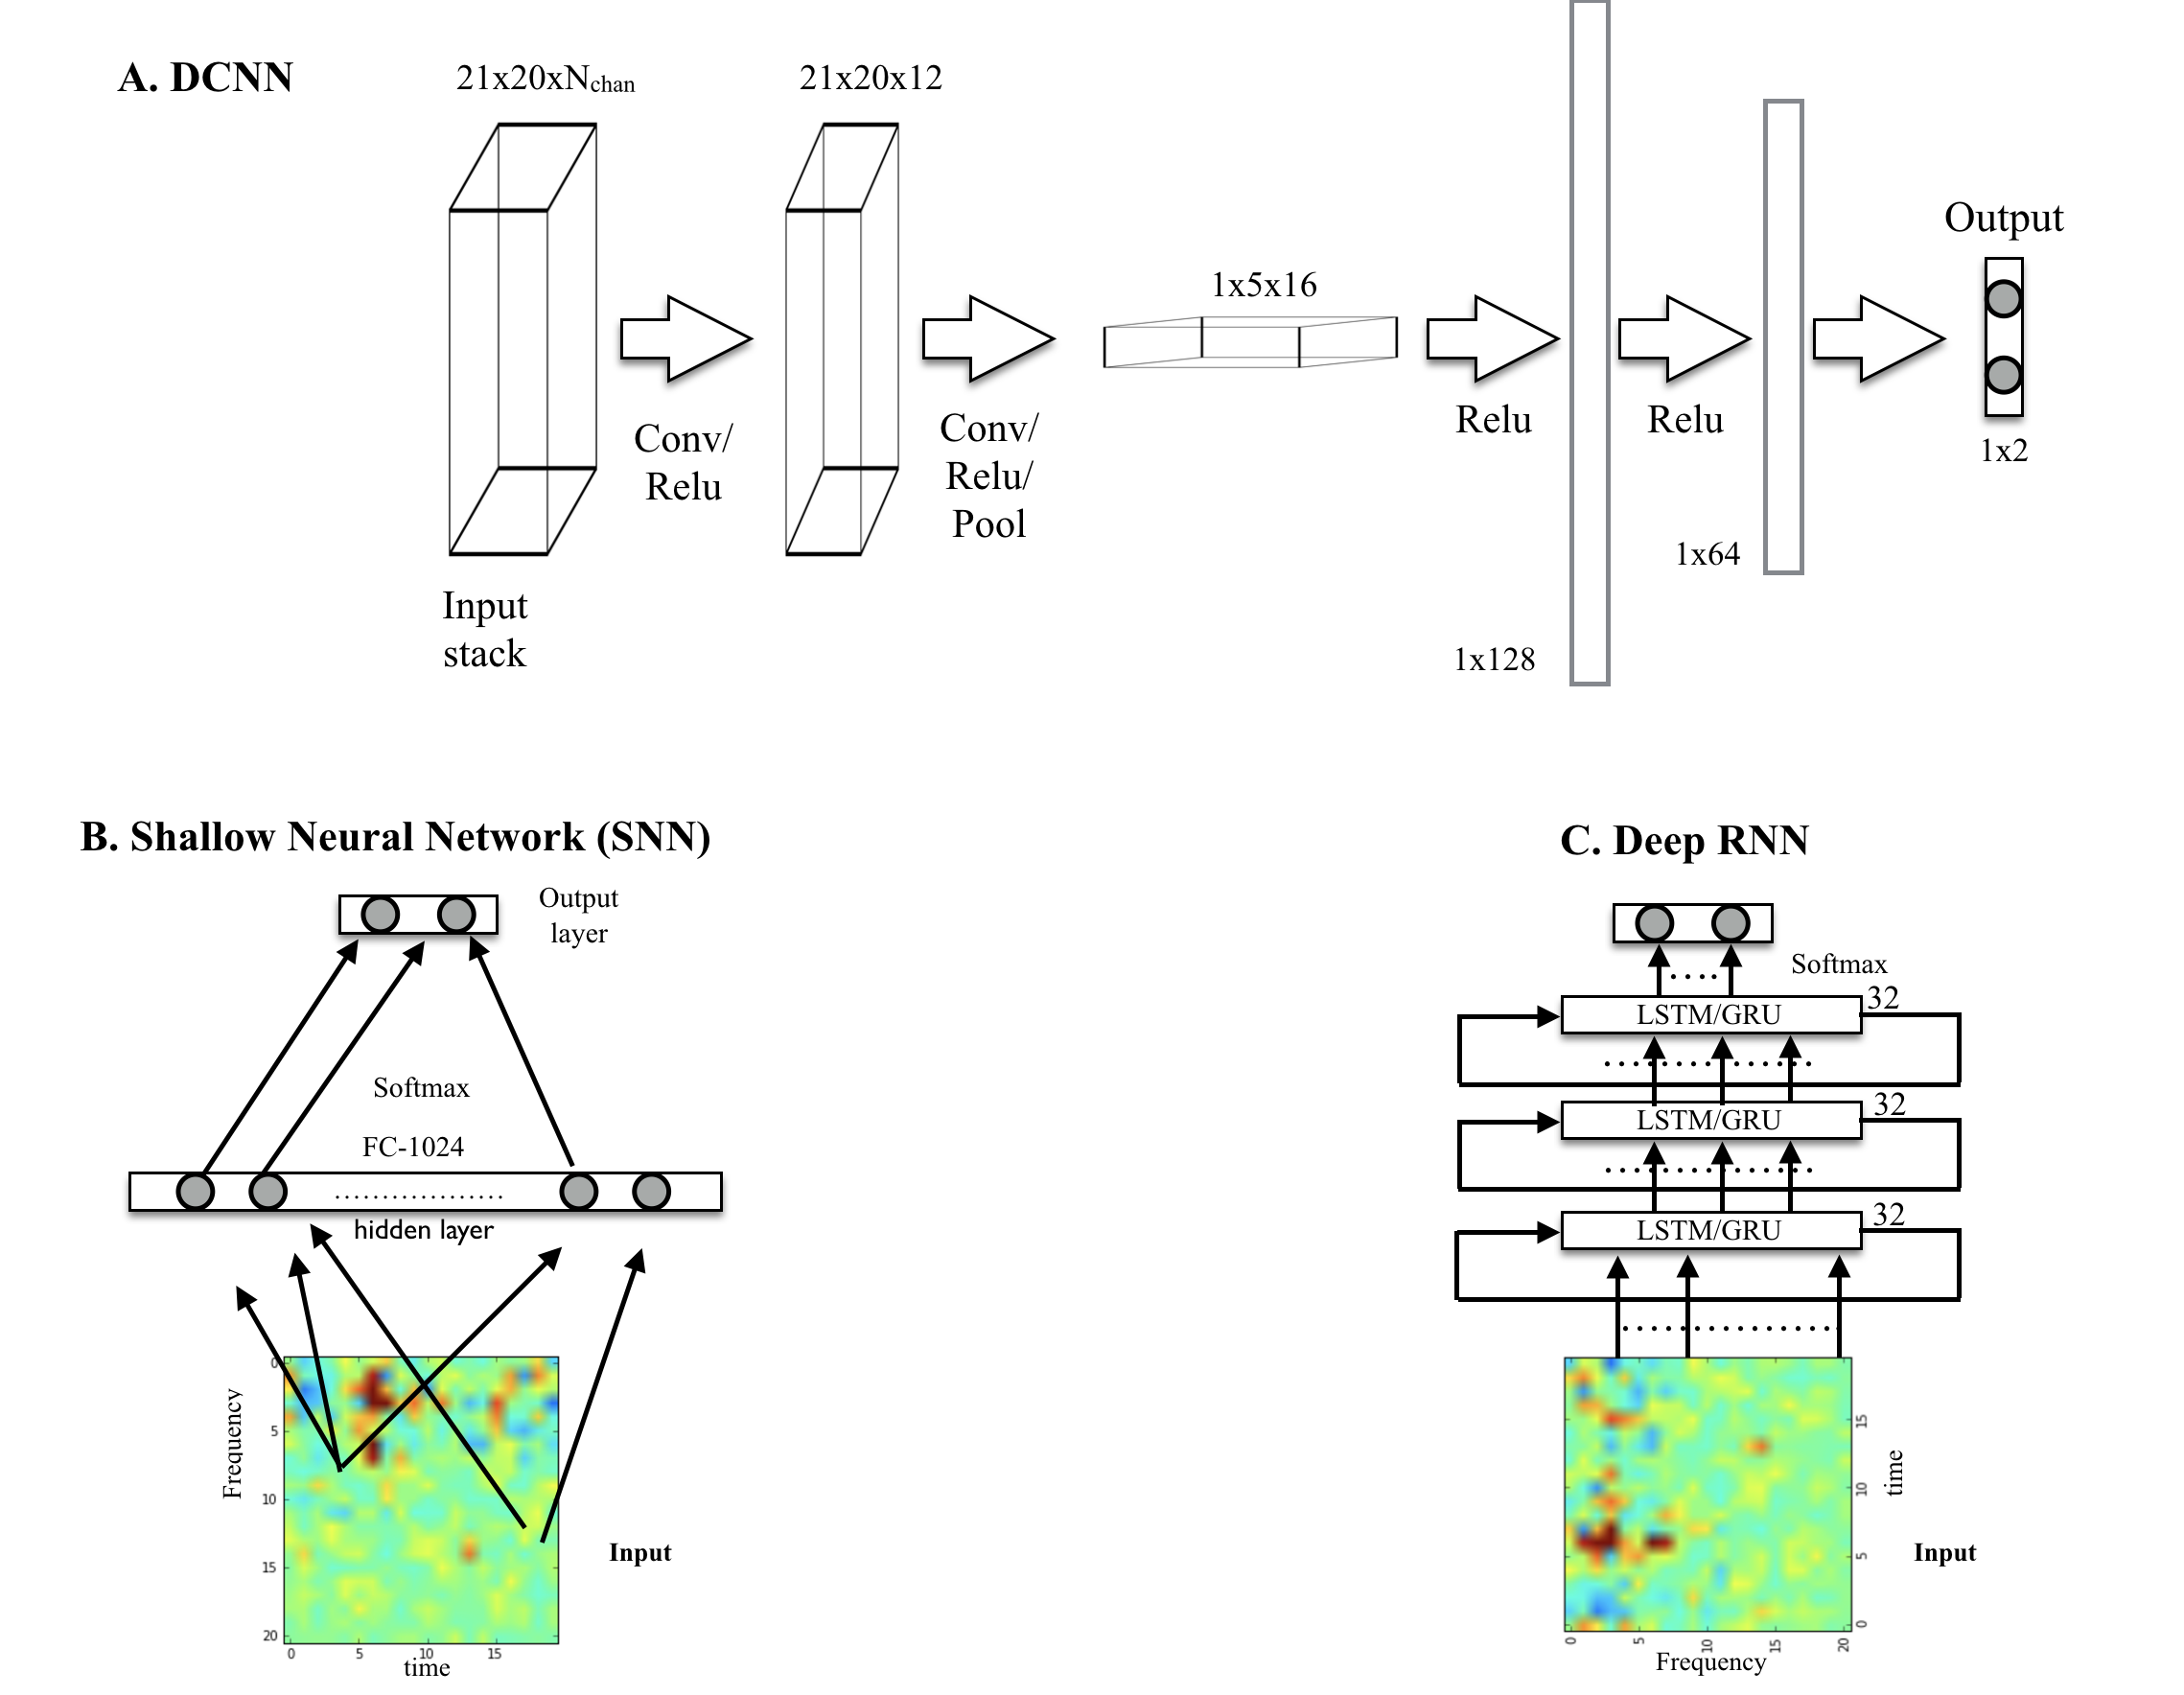 A. DCNN
21x20xNchan
21x20x12
Output
1x5x16
Conv/
Relu
Conv/
Relu/
Pool
Relu
Relu
1x2
1x64
Input
stack
1x128
B. Shallow Neural Network (SNN)
Output
layer
Softmax
FC-1024
hidden layer
Frequency
0
5
10
15
20
0
5
10
15
time
Input
C. Deep RNN
Softmax
LSTM/GRU
32
LSTM/GRU
32
LSTM/GRU
32
15
10
5
0
time
Input
0
5
10
15
20
Frequency